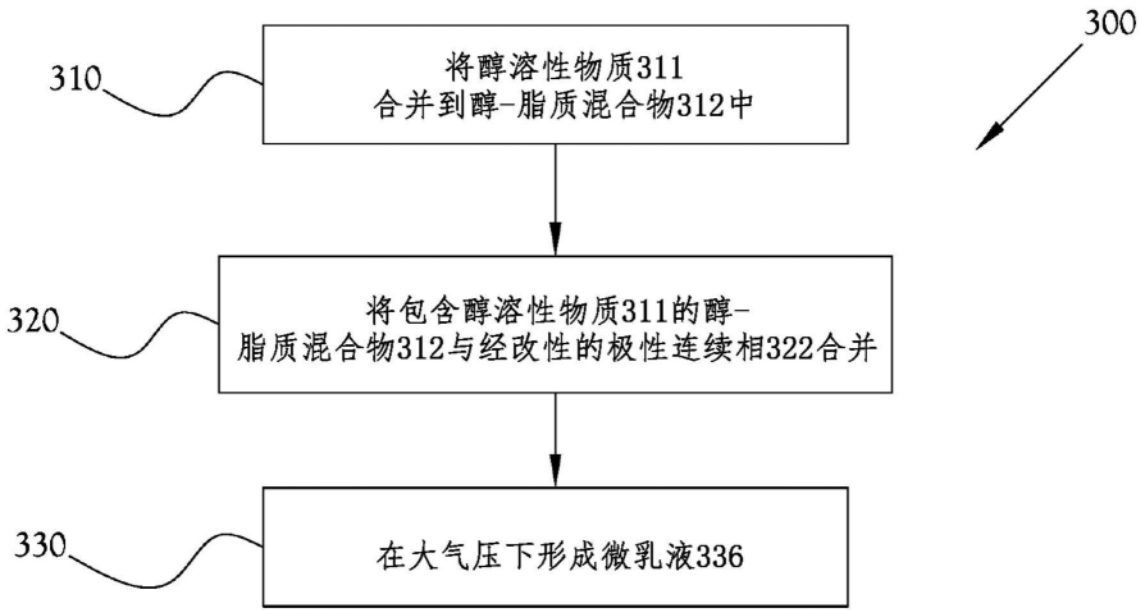 300
310
将醇溶性物质311
合并到醇-脂质混合物312中
320
将包含醇溶性物质311的醇-
脂质混合物312与经改性的极性连续相322合并
330
在大气压下形成微乳液336